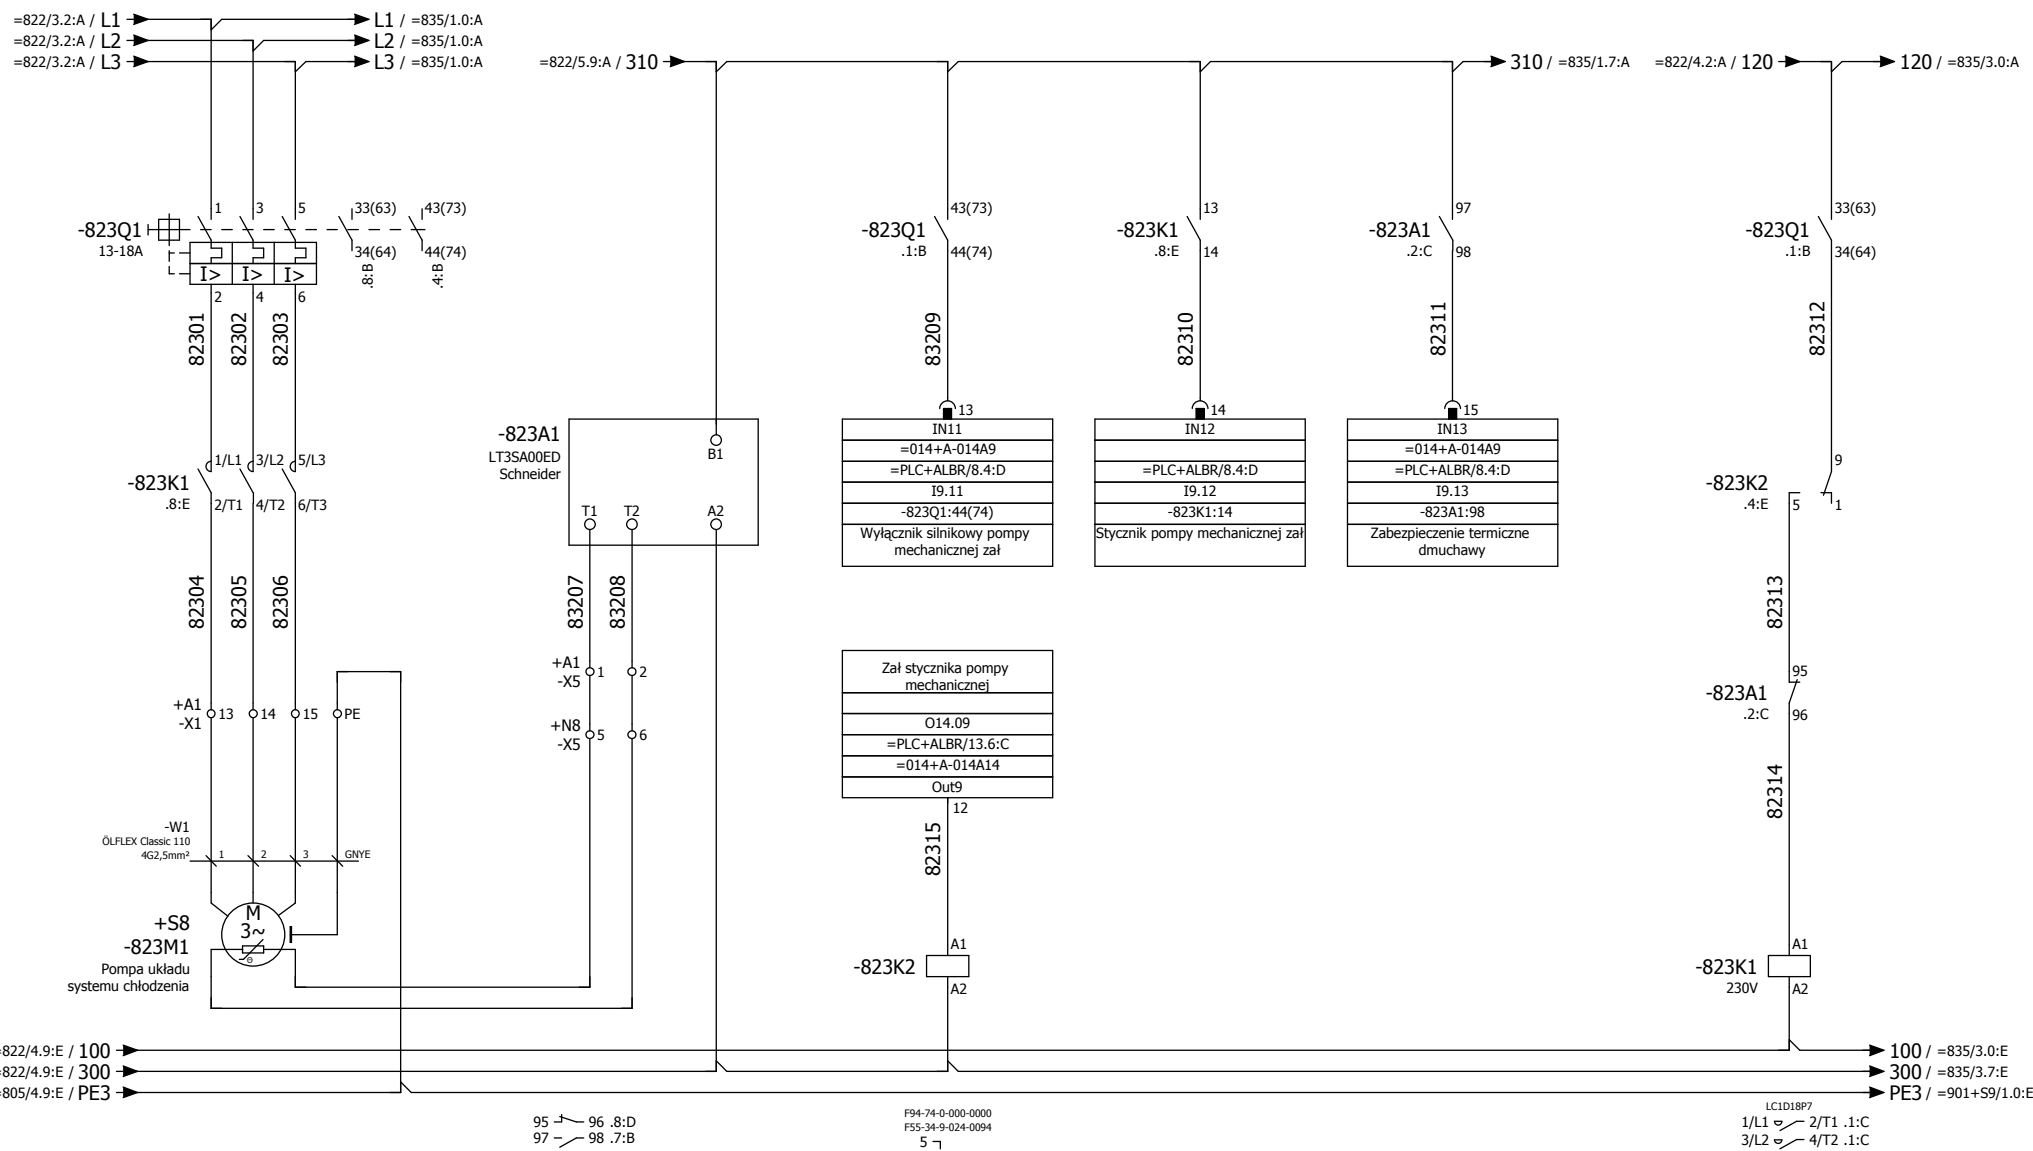 =822/3.2:A / L1
L1 / =835/1.0:A
=822/3.2:A / L2
L2 / =835/1.0:A
=822/3.2:A / L3
L3 / =835/1.0:A
=822/5.9:A / 310
310 / =835/1.7:A
=822/4.2:A / 120
120 / =835/3.0:A
1
3
5
33(63)
43(73)
-823Q1
13-18A
34(64)
44(74)
.8:B
.4:B
I>
I>
I>
2
4
6
82301
82302
82303
43(73)
-823Q1
.1:B
44(74)
83209
13
-823K1
.8:E
14
82310
97
-823A1
.2:C
98
82311
33(63)
-823Q1
.1:B
34(64)
82312
-823A1
LT3SA00ED
Schneider
B1
T1
T2
A2
13
IN11
=014+A-014A9
=PLC+ALBR/8.4:D
I9.11
-823Q1:44(74)
Wyłącznik silnikowy pompy
mechanicznej zał
14
IN12
=PLC+ALBR/8.4:D
I9.12
-823K1:14
Stycznik pompy mechanicznej zał
15
IN13
=014+A-014A9
=PLC+ALBR/8.4:D
I9.13
-823A1:98
Zabezpieczenie termiczne
dmuchawy
1/L1
3/L2
5/L3
-823K1
.8:E
2/T1
4/T2
6/T3
9
-823K2
.4:E
5
1
82304
82305
82306
83207
83208
82313
+A1
-X5
1
2
+N8
-X5
5
6
+A1
-X1
13
14
15
PE
Zał stycznika pompy
mechanicznej
O14.09
=PLC+ALBR/13.6:C
=014+A-014A14
Out9
12
82315
95
-823A1
.2:C
96
82314
-W1
ÖLFLEX Classic 110
4G2,5mm²
1
2
3
GNYE
+S8
-823M1
Pompa układu
systemu chłodzenia
M
3~
Θ
A1
-823K2
A2
A1
-823K1
230V
A2
=822/4.9:E / 100
100 / =835/3.0:E
=822/4.9:E / 300
300 / =835/3.7:E
=805/4.9:E / PE3
PE3 / =901+S9/1.0:E
95 96 .8:D
97 98 .7:B
F94-74-0-000-0000
F55-34-9-024-0094
5
LC1D18P7
1/L1 2/T1 .1:C
3/L2 4/T2 .1:C